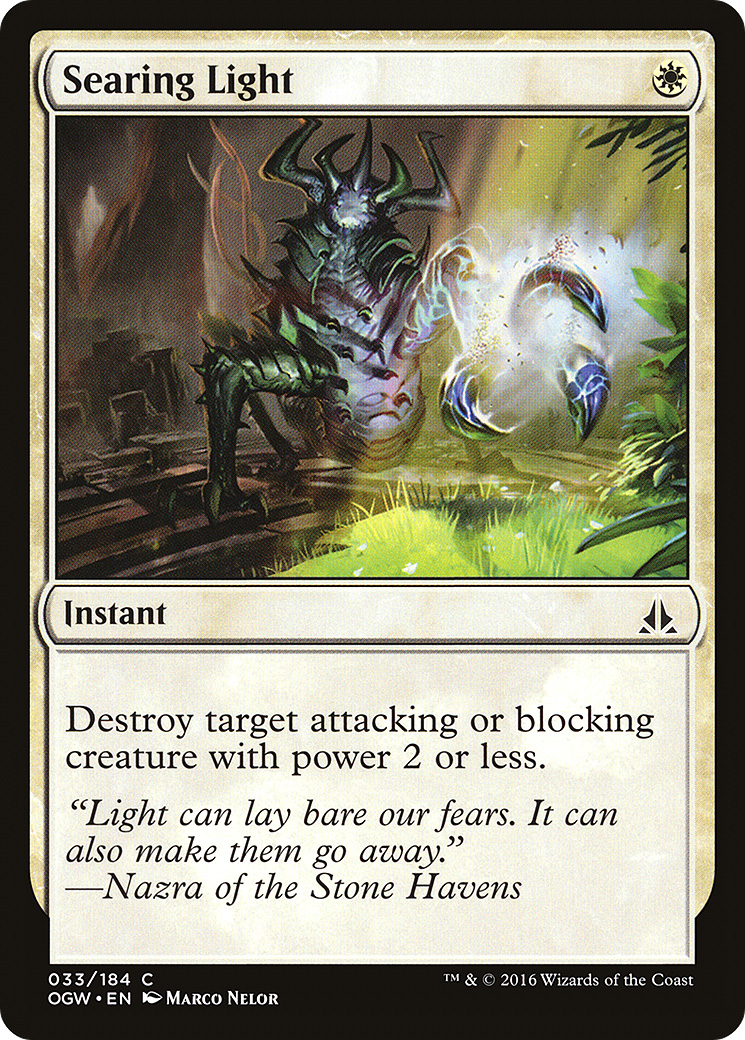 Searing Light
Instant
Destroy target attacking or blocking
creature with power 2 or less.
“Light can lay bare our fears. It can
also make them go away.”
—Nazra of the Stone Havens
033/184 C
OGW • EN Marco Nelor
™ & © 2016 Wizards of the Coast